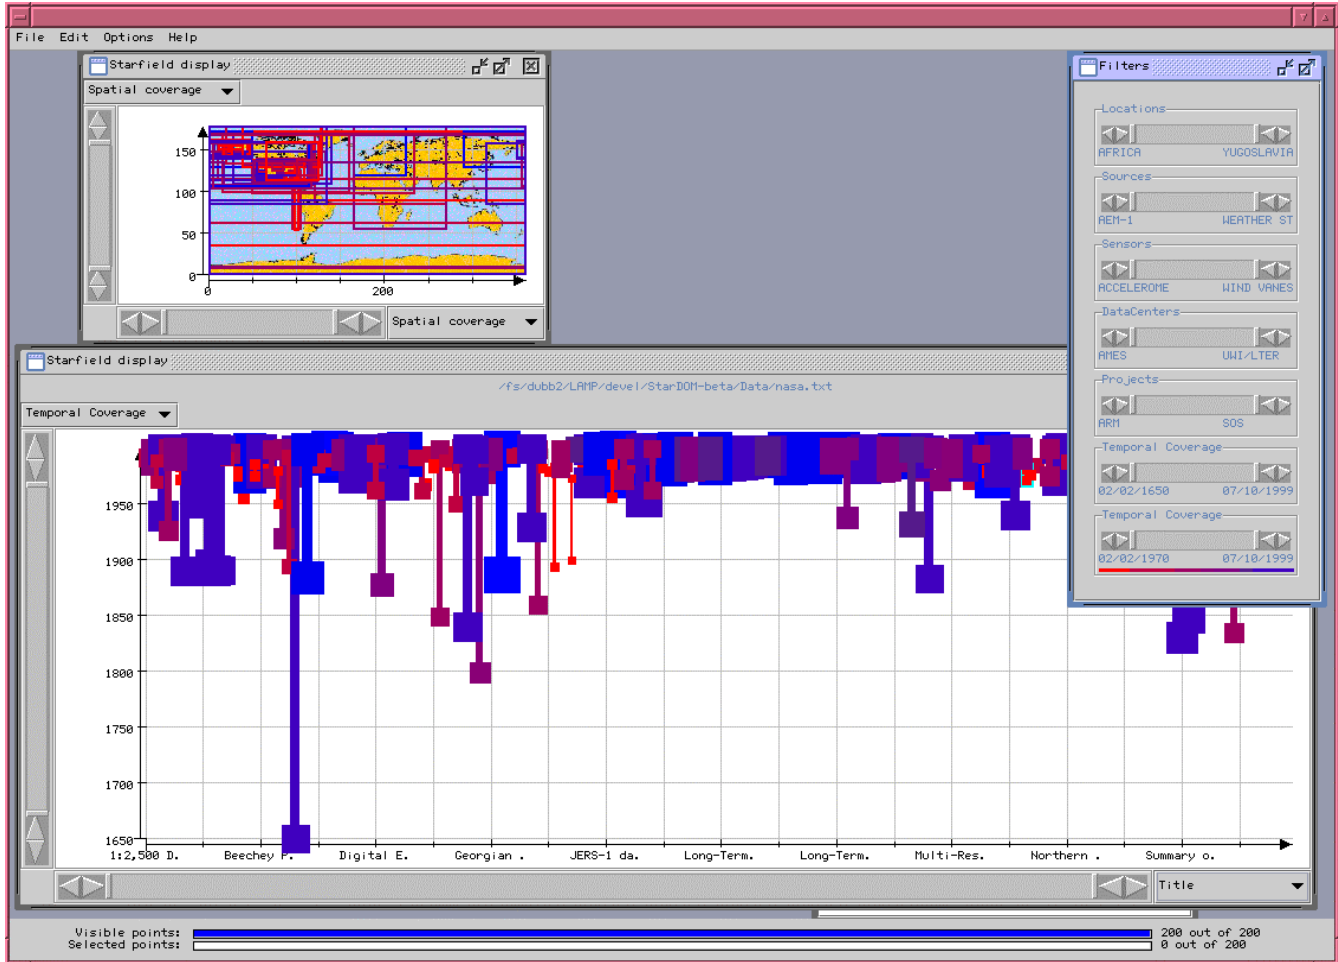 File Edit Options Help
Starfield display
Spatial coverage
150
100
50
0
0 200
Spatial coverage
Filters
Locations
AFRICA YUGOSLAVIA
Sources
AEM-1 WEATHER ST
Sensors
ACCELEROME WIND VANES
DataCenters
AMES UWI/LTER
Projects
ARM SOS
Temporal Coverage
02/02/1650 07/10/1999
Temporal Coverage
02/02/1970 07/10/1999
Starfield display
/fs/dubb2/LAMP/devel/StarDOM-beta/Data/nasa.txt
Temporal Coverage
1950
1900
1850
1800
1750
1700
1650
1:2,500 D. Beechey P. Digital E. Georgian . JERS-1 da. Long-Term. Long-Term. Multi-Res. Northern . Summary o.
Title
Visible points: 200 out of 200
Selected points: 0 out of 200